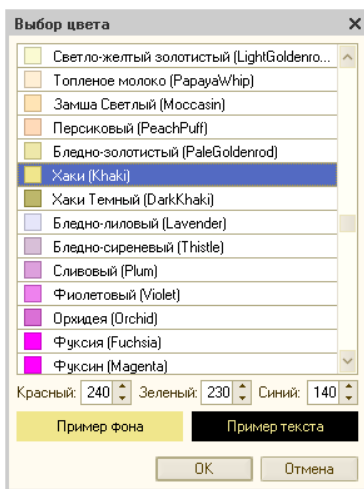 Выбор цвета
Светло-желтый золотистый (LightGoldenro...
Топленое молоко (PapayaWhip)
Замша Светлый (Moccasin)
Персиковый (PeachPuff)
Бледно-золотистый (PaleGoldenrod)
Хаки (Khaki)
Хаки Темный (DarkKhaki)
Бледно-лиловый (Lavender)
Бледно-сиреневый (Thistle)
Сливовый (Plum)
Фиолетовый (Violet)
Орхидея (Orchid)
Фуксия (Fuchsia)
Фуксин (Magenta)
Красный: 240 Зеленый: 230 Синий: 140
Пример фона Пример текста
OK Отмена